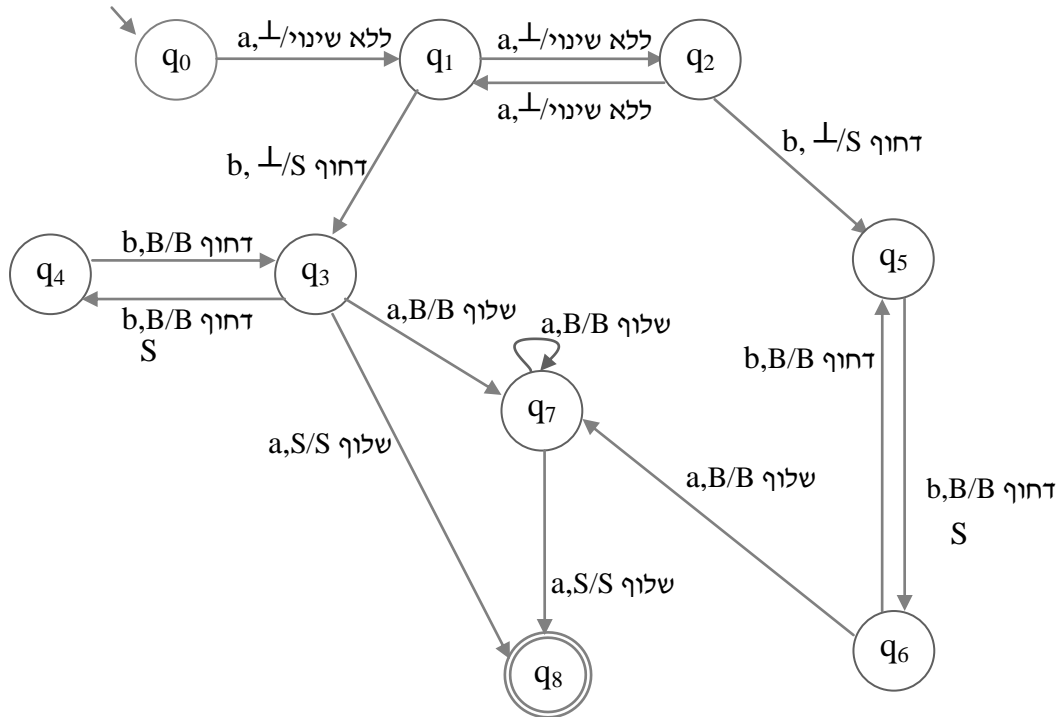 a,⊥/ללא שינוי
a,⊥/ללא שינוי
q₀
q₁
q₂
a,⊥/ללא שינוי
b, ⊥/S דחוף
b, ⊥/S דחוף
b,B/B דחוף
q₄
q₃
q₅
b,B/B דחוף
S
a,B/B שלוף
a,B/B שלוף
b,B/B דחוף
q₇
a,S/S שלוף
a,B/B שלוף
b,B/B דחוף
S
a,S/S שלוף
q₆
q₈